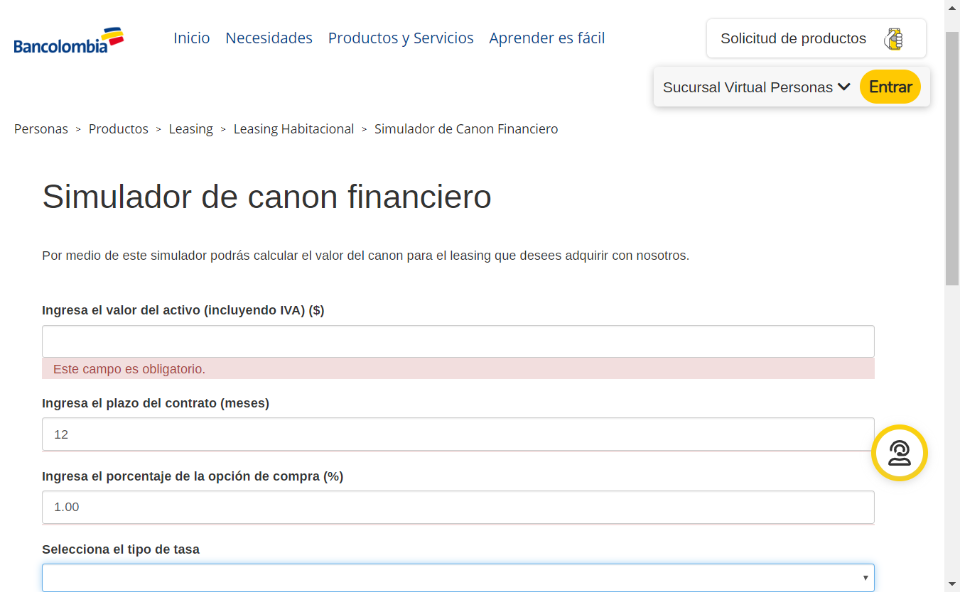 Bancolombia
Inicio Necesidades Productos y Servicios Aprender es fácil
Solicitud de productos
Sucursal Virtual Personas Entrar
Personas > Productos > Leasing > Leasing Habitacional > Simulador de Canon Financiero
Simulador de canon financiero
Por medio de este simulador podrás calcular el valor del canon para el leasing que desees adquirir con nosotros.
Ingresa el valor del activo (incluyendo IVA) ($)
Este campo es obligatorio.
Ingresa el plazo del contrato (meses)
12
Ingresa el porcentaje de la opción de compra (%)
1.00
Selecciona el tipo de tasa